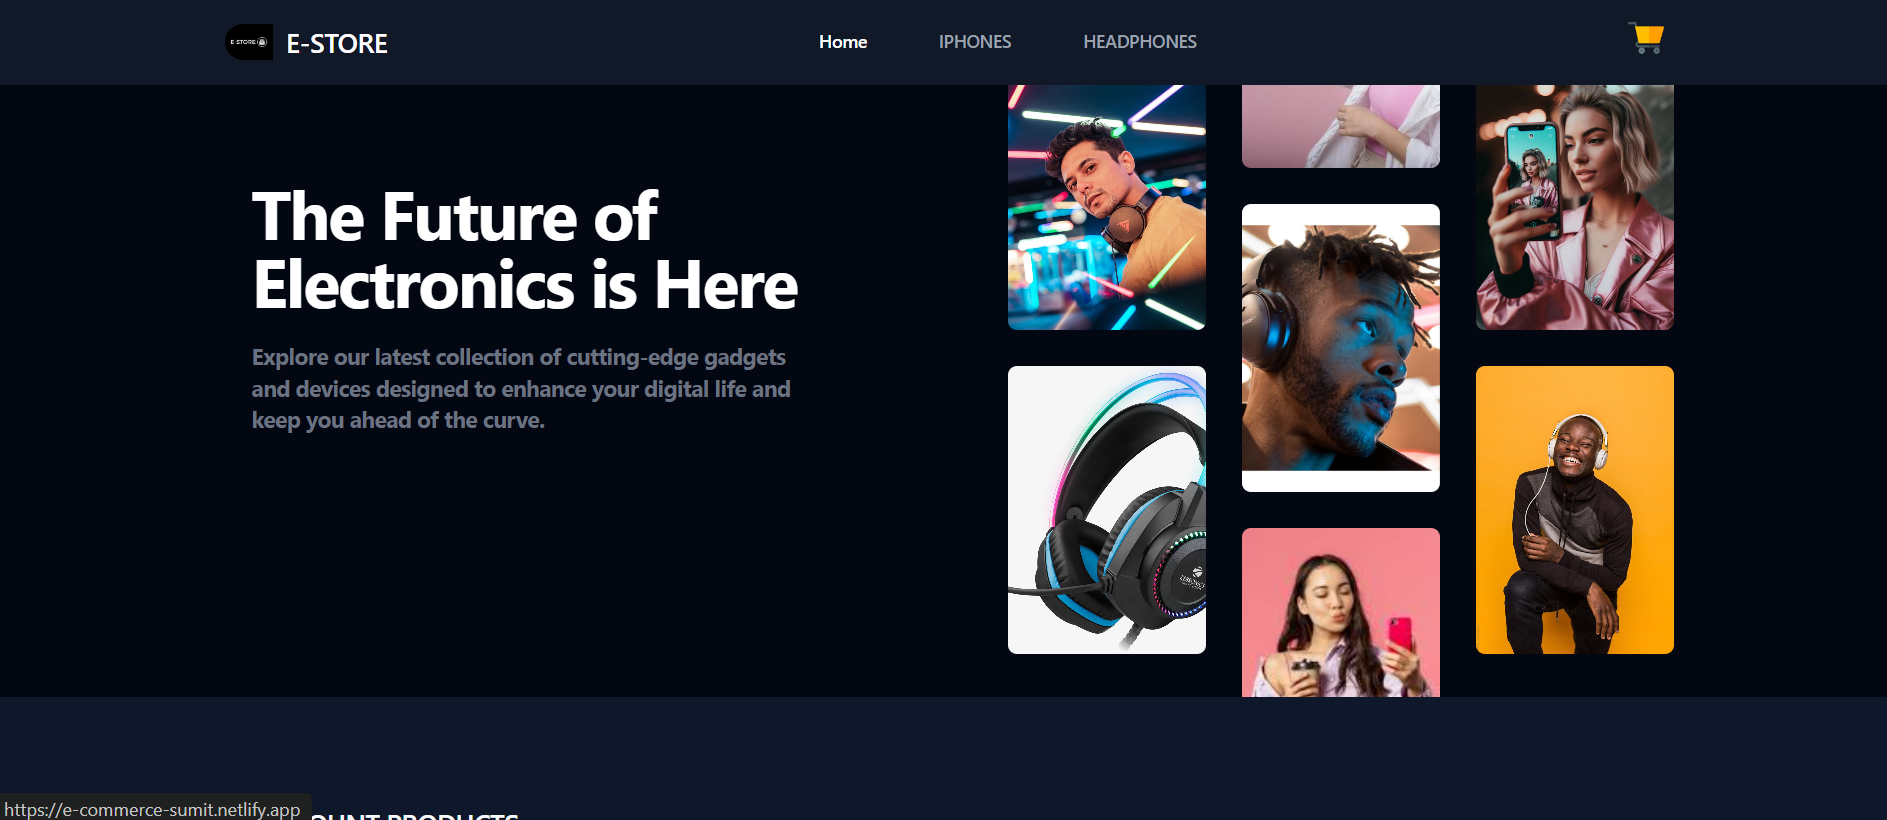 E-STORE
E-STORE
Home
IPHONES
HEADPHONES
The Future of
Electronics is Here
Explore our latest collection of cutting-edge gadgets
and devices designed to enhance your digital life and
keep you ahead of the curve.
https://e-commerce-sumit.netlify.app
PRODUCTS